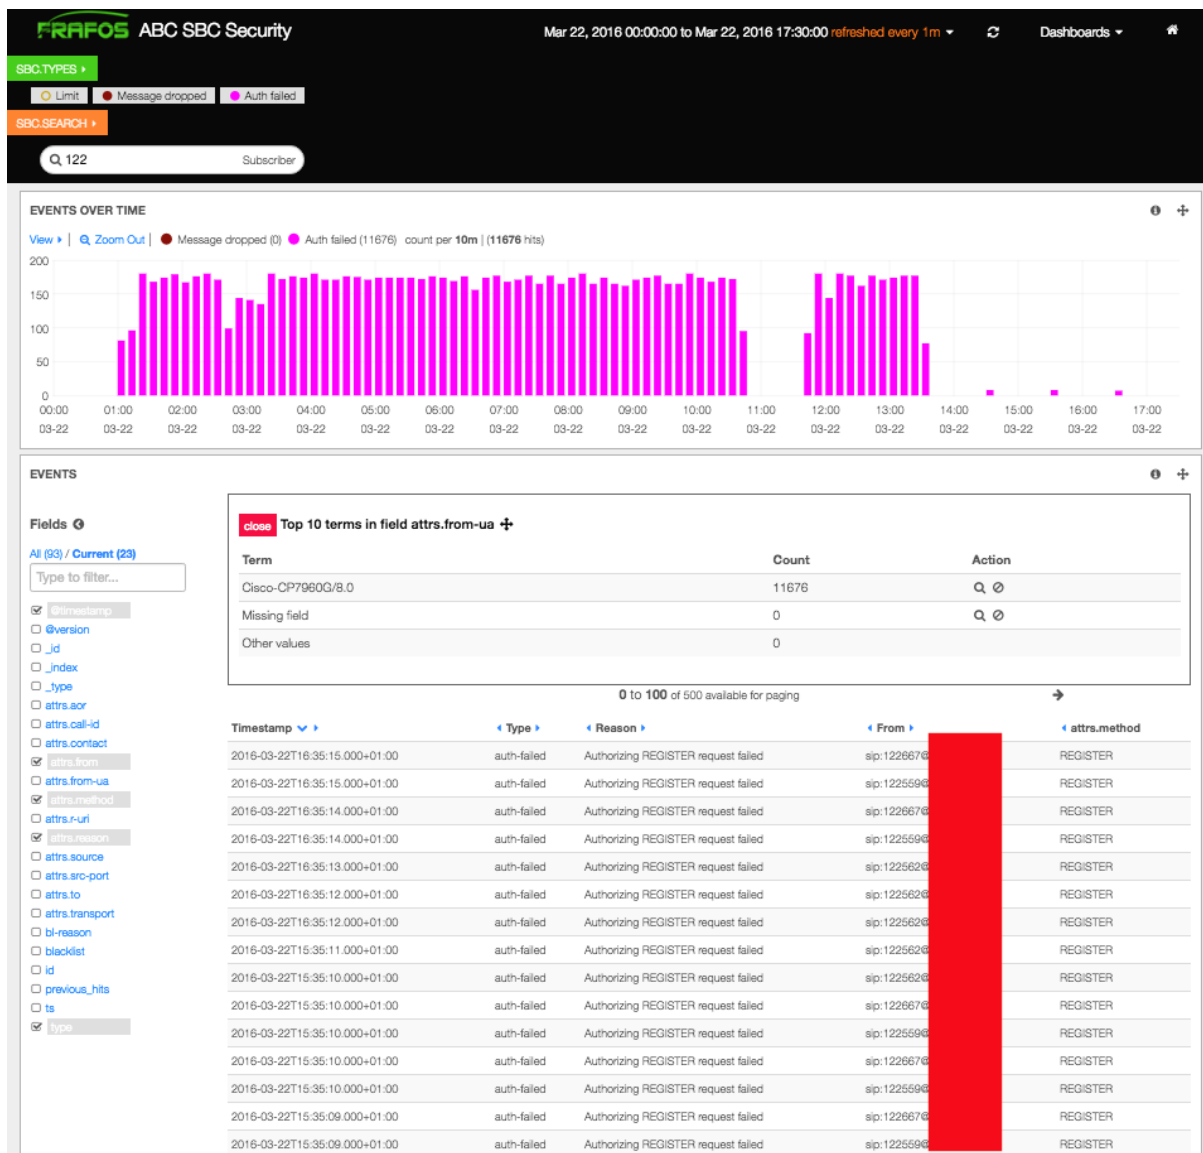 FRAFOS ABC SBC Security
Mar 22, 2016 00:00:00 to Mar 22, 2016 17:30:00 refreshed every 1m
Dashboards
SBC.TYPES
Limit Message dropped Auth failed
SBC.SEARCH
122 Subscriber
EVENTS OVER TIME
View | Zoom Out | Message dropped (0) Auth failed (11676) count per 10m | (11676 hits)
200
150
100
50
0
00:00 01:00 02:00 03:00 04:00 05:00 06:00 07:00 08:00 09:00 10:00 11:00 12:00 13:00 14:00 15:00 16:00 17:00
03-22 03-22 03-22 03-22 03-22 03-22 03-22 03-22 03-22 03-22 03-22 03-22 03-22 03-22 03-22 03-22 03-22 03-22
EVENTS
Fields
All (93) / Current (23)
Type to filter...
@timestamp
@version
_id
_index
_type
attrs.aor
attrs.call-id
attrs.contact
attrs.from
attrs.from-ua
attrs.method
attrs.r-uri
attrs.reason
attrs.source
attrs.src-port
attrs.to
attrs.transport
bl-reason
blacklist
id
previous_hits
ts
type
close Top 10 terms in field attrs.from-ua
Term Count Action
Cisco-CP7960G/8.0 11676
Missing field 0
Other values 0
0 to 100 of 500 available for paging
Timestamp Type Reason From attrs.method
2016-03-22T16:35:15.000+01:00 auth-failed Authorizing REGISTER request failed sip:122667@ REGISTER
2016-03-22T16:35:15.000+01:00 auth-failed Authorizing REGISTER request failed sip:122559@ REGISTER
2016-03-22T16:35:14.000+01:00 auth-failed Authorizing REGISTER request failed sip:122667@ REGISTER
2016-03-22T16:35:14.000+01:00 auth-failed Authorizing REGISTER request failed sip:122559@ REGISTER
2016-03-22T16:35:13.000+01:00 auth-failed Authorizing REGISTER request failed sip:122562@ REGISTER
2016-03-22T16:35:12.000+01:00 auth-failed Authorizing REGISTER request failed sip:122562@ REGISTER
2016-03-22T16:35:12.000+01:00 auth-failed Authorizing REGISTER request failed sip:122562@ REGISTER
2016-03-22T15:35:11.000+01:00 auth-failed Authorizing REGISTER request failed sip:122562@ REGISTER
2016-03-22T15:35:10.000+01:00 auth-failed Authorizing REGISTER request failed sip:122562@ REGISTER
2016-03-22T15:35:10.000+01:00 auth-failed Authorizing REGISTER request failed sip:122667@ REGISTER
2016-03-22T15:35:10.000+01:00 auth-failed Authorizing REGISTER request failed sip:122559@ REGISTER
2016-03-22T15:35:10.000+01:00 auth-failed Authorizing REGISTER request failed sip:122667@ REGISTER
2016-03-22T15:35:10.000+01:00 auth-failed Authorizing REGISTER request failed sip:122559@ REGISTER
2016-03-22T15:35:09.000+01:00 auth-failed Authorizing REGISTER request failed sip:122667@ REGISTER
2016-03-22T15:35:09.000+01:00 auth-failed Authorizing REGISTER request failed sip:122559@ REGISTER